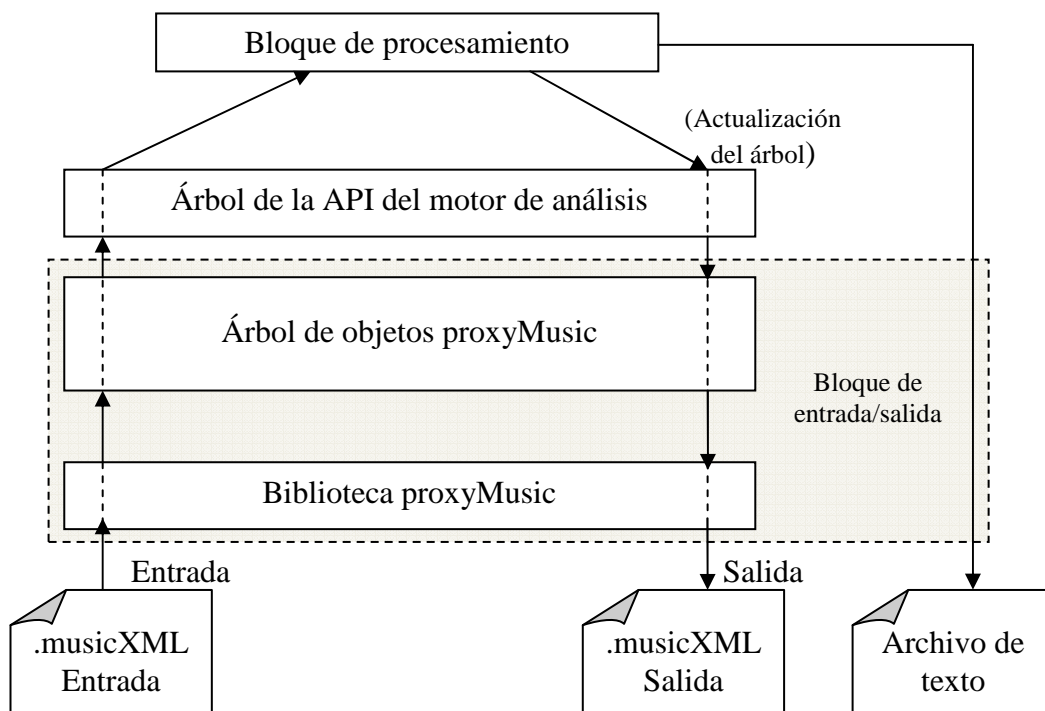 Bloque de procesamiento
(Actualización
del árbol)
Árbol de la API del motor de análisis
Árbol de objetos proxyMusic
Bloque de
entrada/salida
Biblioteca proxyMusic
Entrada
Salida
.musicXML
Entrada
.musicXML
Salida
Archivo de
texto